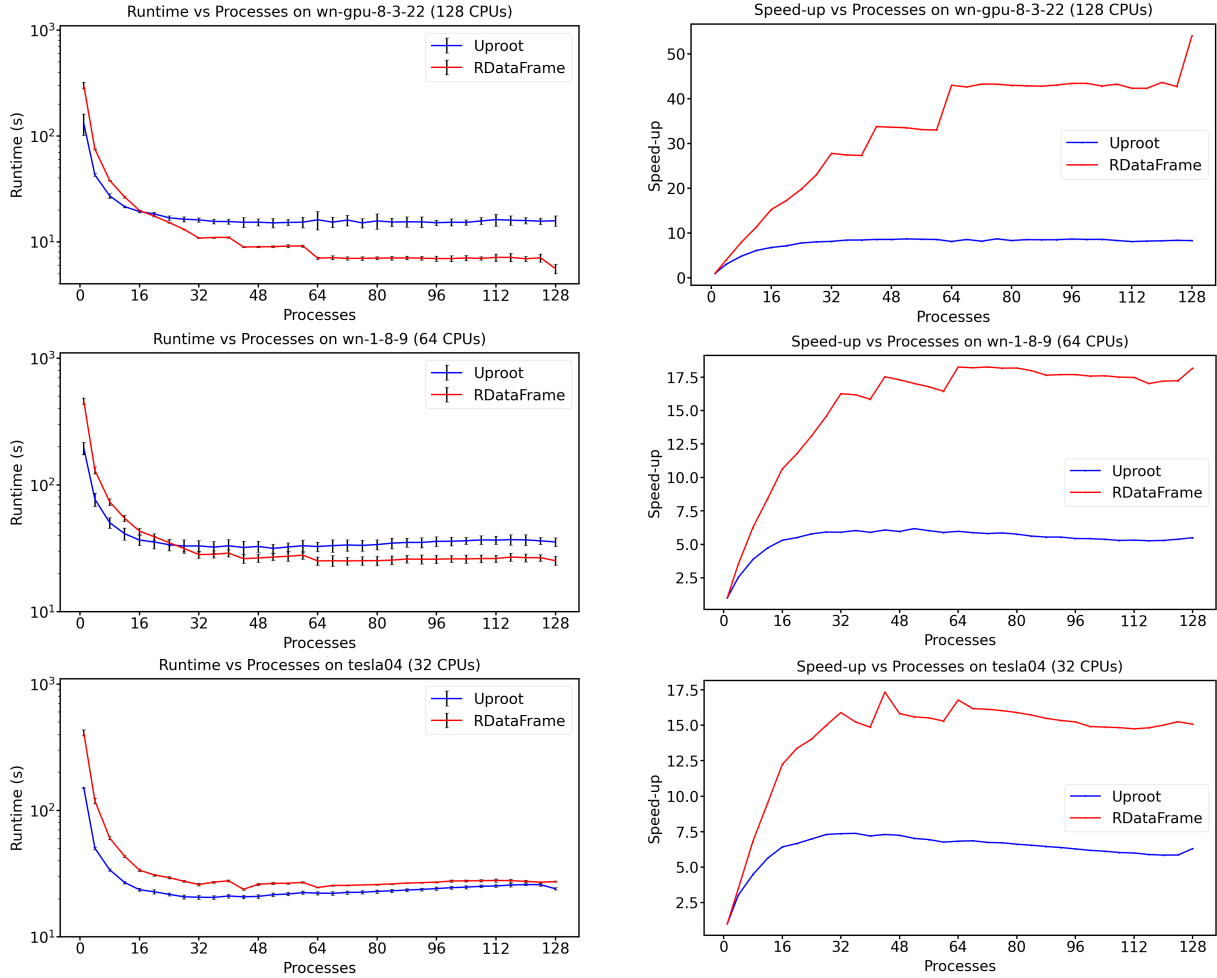 Runtime vs Processes on wn-gpu-8-3-22 (128 CPUs)
10³
10²
10¹
Runtime (s)
Uproot
RDataFrame
0 16 32 48 64 80 96 112 128
Processes
Speed-up vs Processes on wn-gpu-8-3-22 (128 CPUs)
50
40
30
20
10
0
Speed-up
Uproot
RDataFrame
0 16 32 48 64 80 96 112 128
Processes
Runtime vs Processes on wn-1-8-9 (64 CPUs)
10³
10²
10¹
Runtime (s)
Uproot
RDataFrame
0 16 32 48 64 80 96 112 128
Processes
Speed-up vs Processes on wn-1-8-9 (64 CPUs)
17.5
15.0
12.5
10.0
7.5
5.0
2.5
Speed-up
Uproot
RDataFrame
0 16 32 48 64 80 96 112 128
Processes
Runtime vs Processes on tesla04 (32 CPUs)
10³
10²
10¹
Runtime (s)
Uproot
RDataFrame
0 16 32 48 64 80 96 112 128
Processes
Speed-up vs Processes on tesla04 (32 CPUs)
17.5
15.0
12.5
10.0
7.5
5.0
2.5
Speed-up
Uproot
RDataFrame
0 16 32 48 64 80 96 112 128
Processes